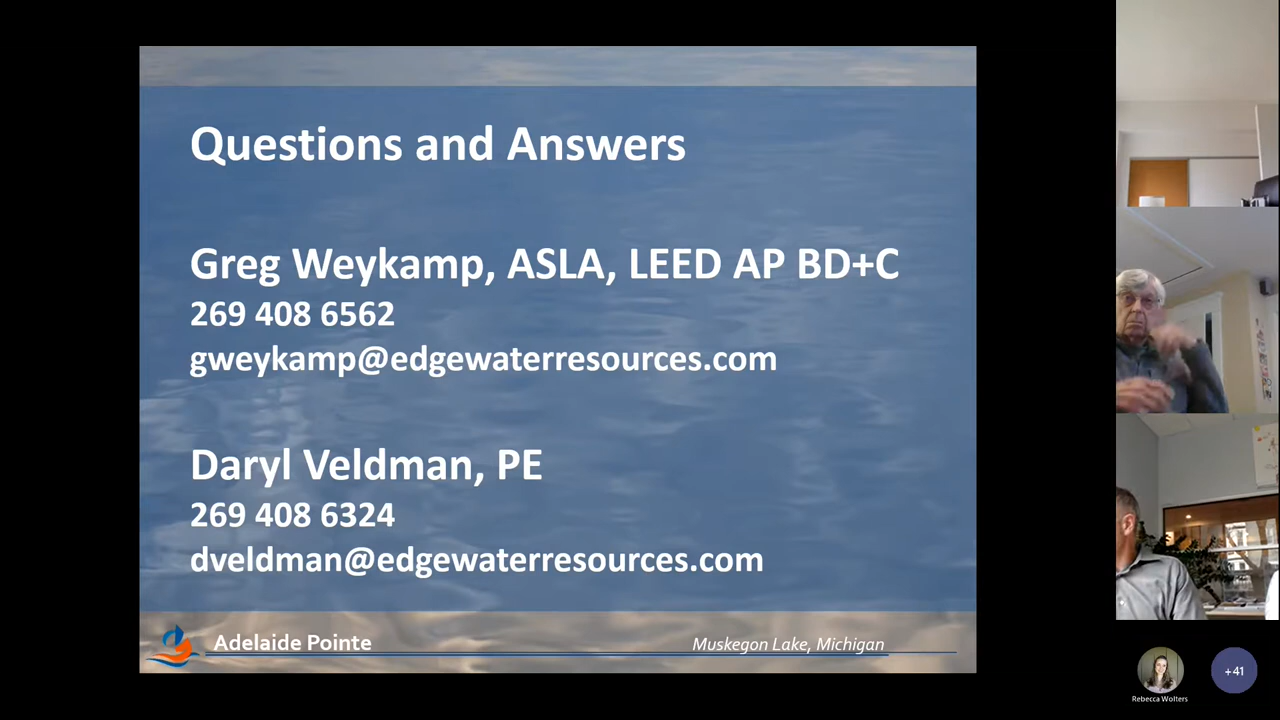 Questions and Answers
Greg Weykamp, ASLA, LEED AP BD+C
269 408 6562
gweykamp@edgewaterresources.com
Daryl Veldman, PE
269 408 6324
dveldman@edgewaterresources.com
Adelaide Pointe
Muskegon Lake, Michigan
Rebecca Wolters
+41